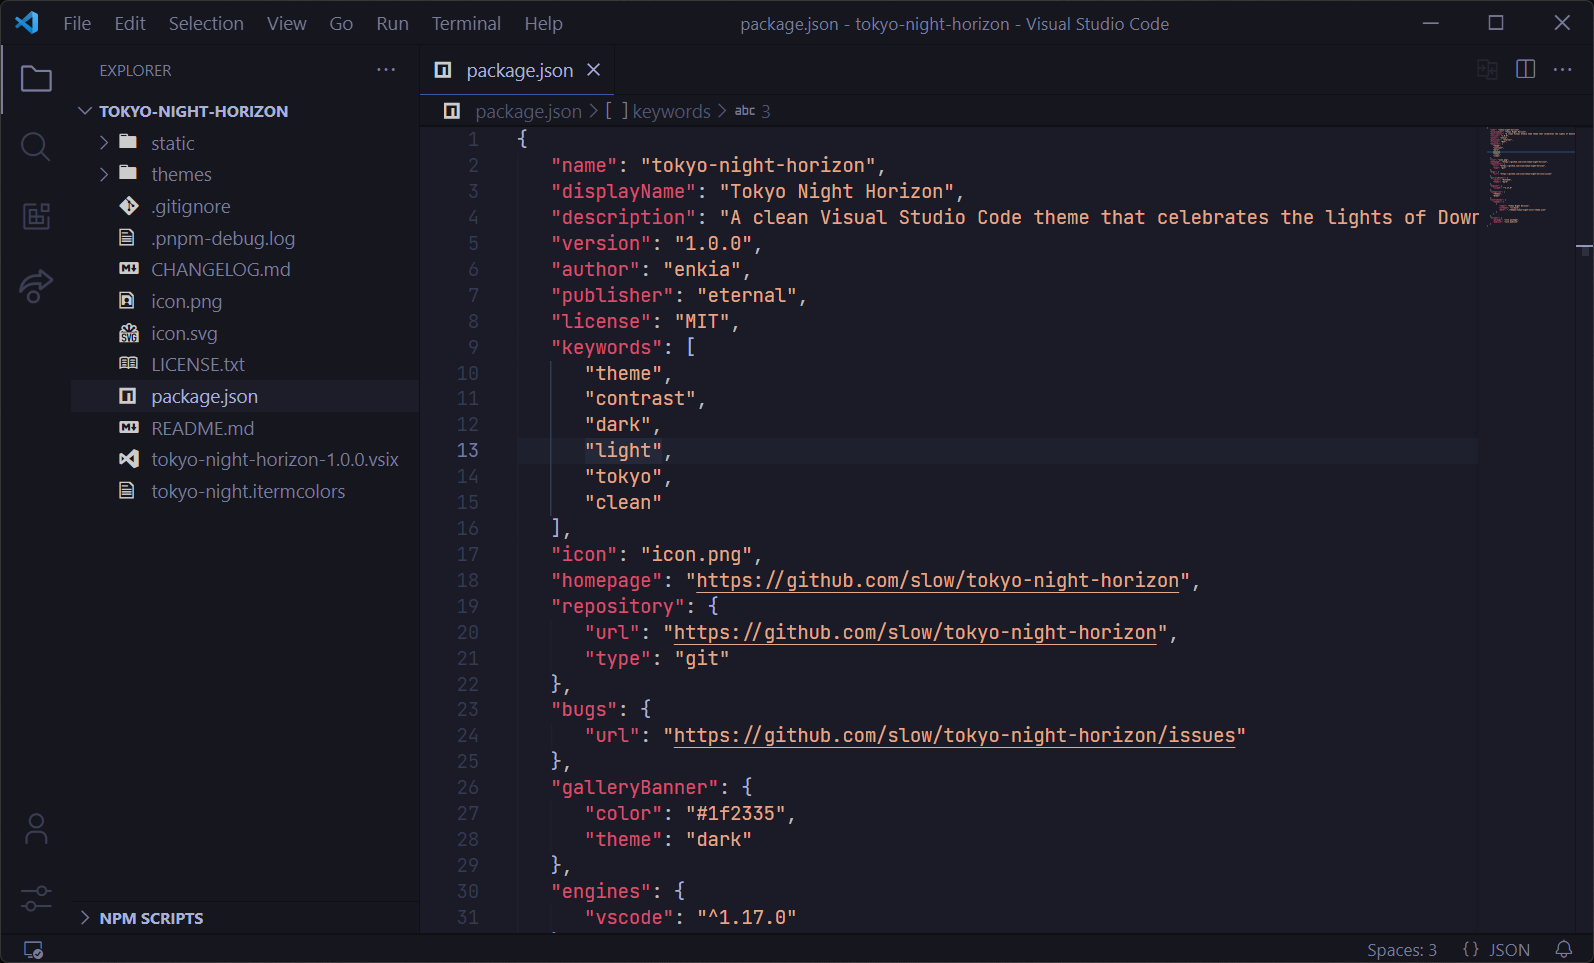 File Edit Selection View Go Run Terminal Help
package.json - tokyo-night-horizon - Visual Studio Code
EXPLORER
TOKYO-NIGHT-HORIZON
static
themes
.gitignore
.pnpm-debug.log
CHANGELOG.md
icon.png
icon.svg
LICENSE.txt
package.json
README.md
tokyo-night-horizon-1.0.0.vsix
tokyo-night.itermcolors
NPM SCRIPTS
package.json
package.json > [ ] keywords > abc 3
1 {
2 "name": "tokyo-night-horizon",
3 "displayName": "Tokyo Night Horizon",
4 "description": "A clean Visual Studio Code theme that celebrates the lights of Dow
5 "version": "1.0.0",
6 "author": "enkia",
7 "publisher": "eternal",
8 "license": "MIT",
9 "keywords": [
10 "theme",
11 "contrast",
12 "dark",
13 "light",
14 "tokyo",
15 "clean"
16 ],
17 "icon": "icon.png",
18 "homepage": "https://github.com/slow/tokyo-night-horizon",
19 "repository": {
20 "url": "https://github.com/slow/tokyo-night-horizon",
21 "type": "git"
22 },
23 "bugs": {
24 "url": "https://github.com/slow/tokyo-night-horizon/issues"
25 },
26 "galleryBanner": {
27 "color": "#1f2335",
28 "theme": "dark"
29 },
30 "engines": {
31 "vscode": "^1.17.0"
Spaces: 3 {} JSON